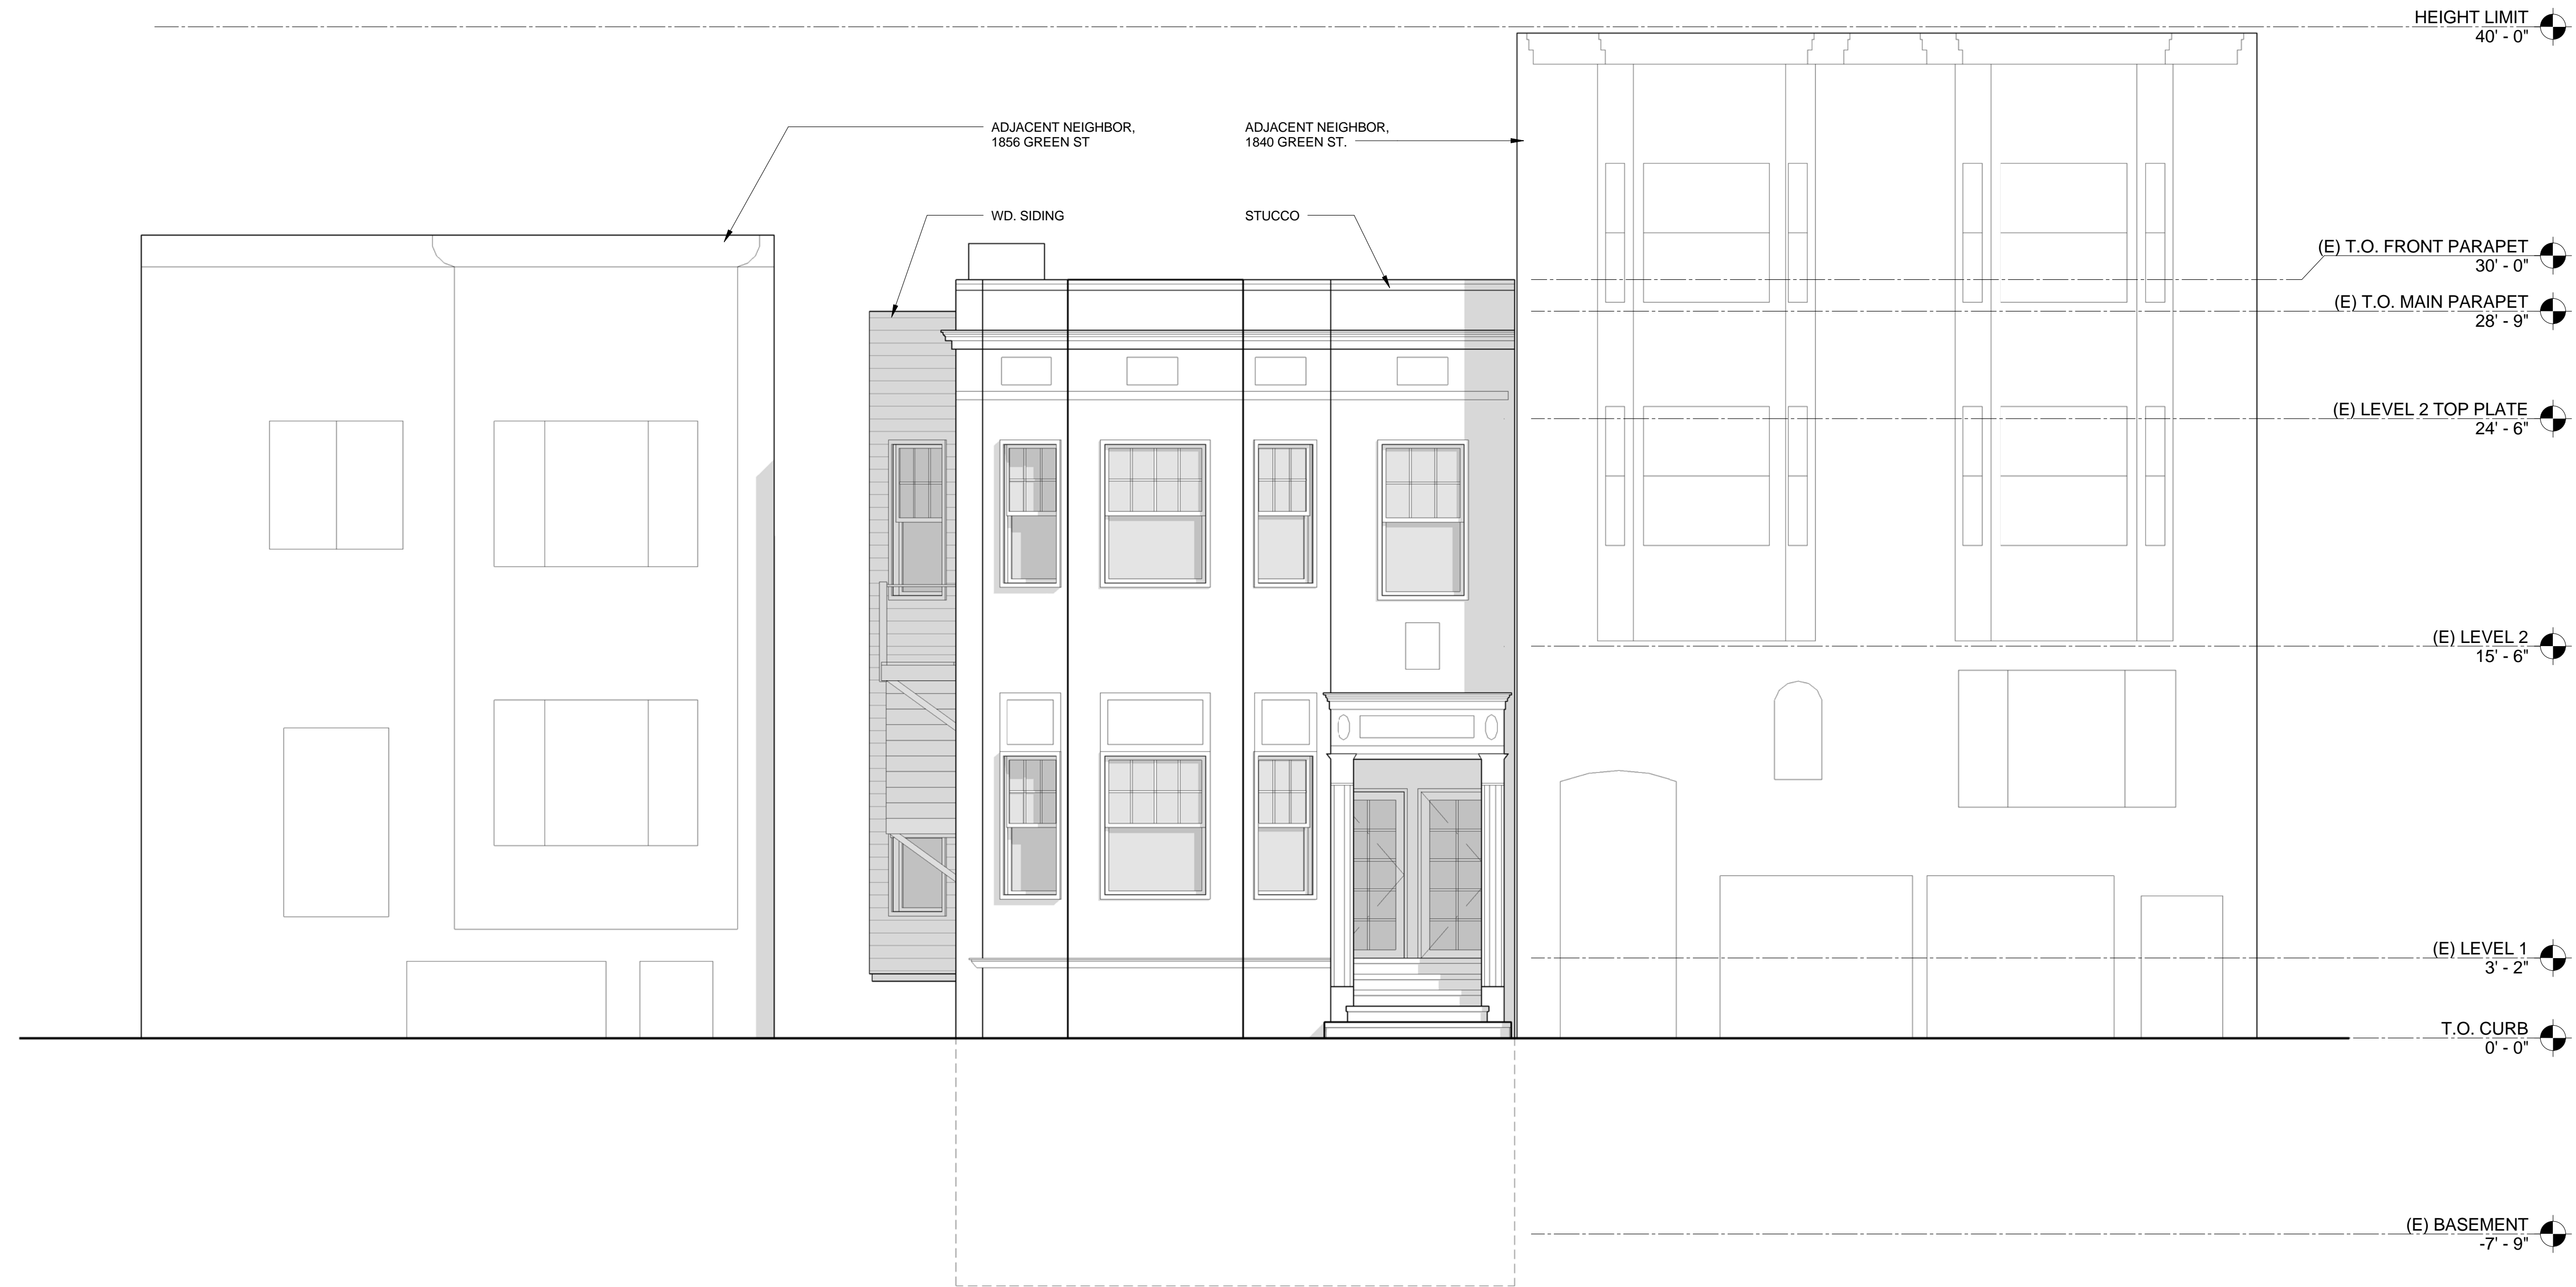 HEIGHT LIMIT
40' - 0"
ADJACENT NEIGHBOR,
1856 GREEN ST
ADJACENT NEIGHBOR,
1840 GREEN ST.
WD. SIDING
STUCCO
(E) T.O. FRONT PARAPET
30' - 0"
(E) T.O. MAIN PARAPET
28' - 9"
(E) LEVEL 2 TOP PLATE
24' - 6"
(E) LEVEL 2
15' - 6"
(E) LEVEL 1
3' - 2"
T.O. CURB
0' - 0"
(E) BASEMENT
-7' - 9"